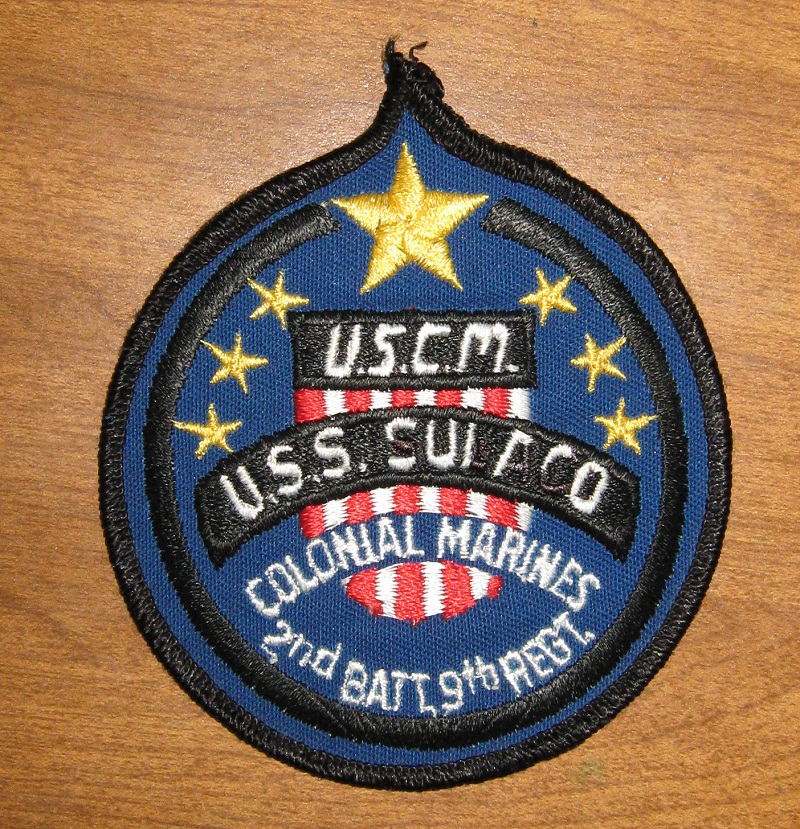 U.S.C.M.
U.S.S. SULACO
COLONIAL MARINES
2nd BATT, 9th REGT.